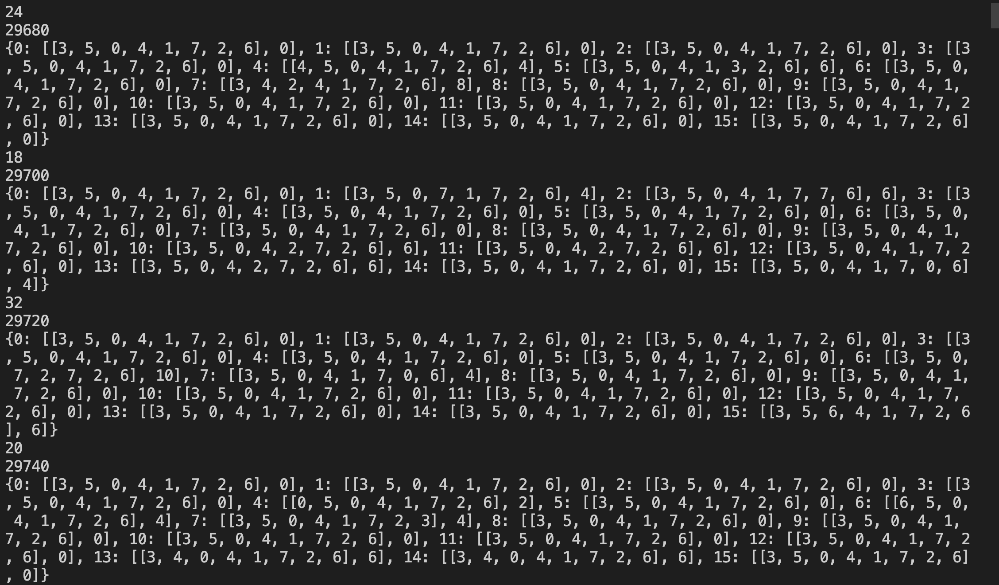 24
29680
{0: [[3, 5, 0, 4, 1, 7, 2, 6], 0], 1: [[3, 5, 0, 4, 1, 7, 2, 6], 0], 2: [[3, 5, 0, 4, 1, 7, 2, 6], 0], 3: [[3
, 5, 0, 4, 1, 7, 2, 6], 0], 4: [[4, 5, 0, 4, 1, 7, 2, 6], 4], 5: [[3, 5, 0, 4, 1, 3, 2, 6], 6], 6: [[3, 5, 0,
 4, 1, 7, 2, 6], 0], 7: [[3, 4, 2, 4, 1, 7, 2, 6], 8], 8: [[3, 5, 0, 4, 1, 7, 2, 6], 0], 9: [[3, 5, 0, 4, 1,
7, 2, 6], 0], 10: [[3, 5, 0, 4, 1, 7, 2, 6], 0], 11: [[3, 5, 0, 4, 1, 7, 2, 6], 0], 12: [[3, 5, 0, 4, 1, 7, 2
, 6], 0], 13: [[3, 5, 0, 4, 1, 7, 2, 6], 0], 14: [[3, 5, 0, 4, 1, 7, 2, 6], 0], 15: [[3, 5, 0, 4, 1, 7, 2, 6]
, 0]}
18
29700
{0: [[3, 5, 0, 4, 1, 7, 2, 6], 0], 1: [[3, 5, 0, 7, 1, 7, 2, 6], 4], 2: [[3, 5, 0, 4, 1, 7, 7, 6], 6], 3: [[3
, 5, 0, 4, 1, 7, 2, 6], 0], 4: [[3, 5, 0, 4, 1, 7, 2, 6], 0], 5: [[3, 5, 0, 4, 1, 7, 2, 6], 0], 6: [[3, 5, 0,
 4, 1, 7, 2, 6], 0], 7: [[3, 5, 0, 4, 1, 7, 2, 6], 0], 8: [[3, 5, 0, 4, 1, 7, 2, 6], 0], 9: [[3, 5, 0, 4, 1,
7, 2, 6], 0], 10: [[3, 5, 0, 4, 2, 7, 2, 6], 6], 11: [[3, 5, 0, 4, 2, 7, 2, 6], 6], 12: [[3, 5, 0, 4, 1, 7, 2
, 6], 0], 13: [[3, 5, 0, 4, 2, 7, 2, 6], 6], 14: [[3, 5, 0, 4, 1, 7, 2, 6], 0], 15: [[3, 5, 0, 4, 1, 7, 0, 6]
, 4]}
32
29720
{0: [[3, 5, 0, 4, 1, 7, 2, 6], 0], 1: [[3, 5, 0, 4, 1, 7, 2, 6], 0], 2: [[3, 5, 0, 4, 1, 7, 2, 6], 0], 3: [[3
, 5, 0, 4, 1, 7, 2, 6], 0], 4: [[3, 5, 0, 4, 1, 7, 2, 6], 0], 5: [[3, 5, 0, 4, 1, 7, 2, 6], 0], 6: [[3, 5, 0,
 7, 2, 7, 2, 6], 10], 7: [[3, 5, 0, 4, 1, 7, 0, 6], 4], 8: [[3, 5, 0, 4, 1, 7, 2, 6], 0], 9: [[3, 5, 0, 4, 1,
 7, 2, 6], 0], 10: [[3, 5, 0, 4, 1, 7, 2, 6], 0], 11: [[3, 5, 0, 4, 1, 7, 2, 6], 0], 12: [[3, 5, 0, 4, 1, 7,
2, 6], 0], 13: [[3, 5, 0, 4, 1, 7, 2, 6], 0], 14: [[3, 5, 0, 4, 1, 7, 2, 6], 0], 15: [[3, 5, 6, 4, 1, 7, 2, 6
], 6]}
20
29740
{0: [[3, 5, 0, 4, 1, 7, 2, 6], 0], 1: [[3, 5, 0, 4, 1, 7, 2, 6], 0], 2: [[3, 5, 0, 4, 1, 7, 2, 6], 0], 3: [[3
, 5, 0, 4, 1, 7, 2, 6], 0], 4: [[0, 5, 0, 4, 1, 7, 2, 6], 2], 5: [[3, 5, 0, 4, 1, 7, 2, 6], 0], 6: [[6, 5, 0,
 4, 1, 7, 2, 6], 4], 7: [[3, 5, 0, 4, 1, 7, 2, 3], 4], 8: [[3, 5, 0, 4, 1, 7, 2, 6], 0], 9: [[3, 5, 0, 4, 1,
7, 2, 6], 0], 10: [[3, 5, 0, 4, 1, 7, 2, 6], 0], 11: [[3, 5, 0, 4, 1, 7, 2, 6], 0], 12: [[3, 5, 0, 4, 1, 7, 2
, 6], 0], 13: [[3, 4, 0, 4, 1, 7, 2, 6], 6], 14: [[3, 4, 0, 4, 1, 7, 2, 6], 6], 15: [[3, 5, 0, 4, 1, 7, 2, 6]
, 0]}